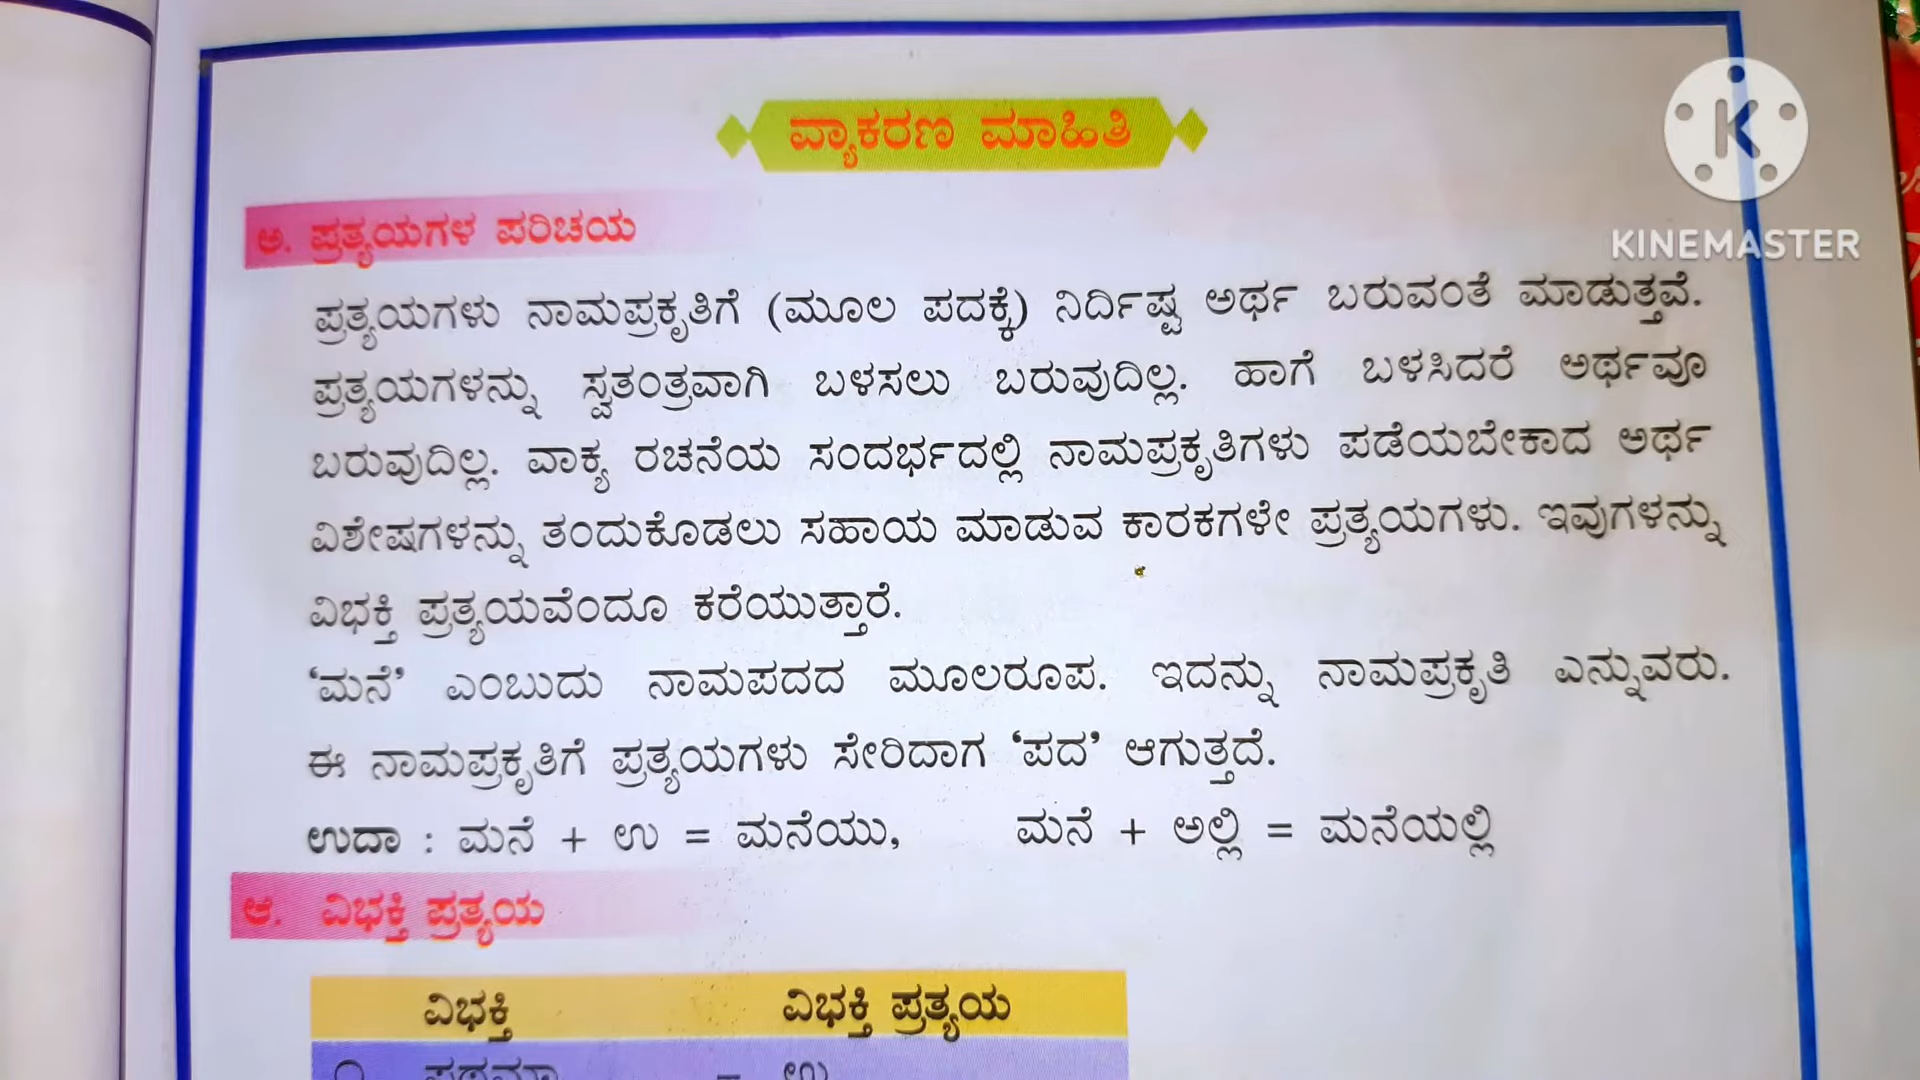 ವ್ಯಾಕರಣ ಮಾಹಿತಿ
KINEMASTER
ಅ. ಪ್ರತ್ಯಯಗಳ ಪರಿಚಯ
ಪ್ರತ್ಯಯಗಳು ನಾಮಪ್ರಕೃತಿಗೆ (ಮೂಲ ಪದಕ್ಕೆ) ನಿರ್ದಿಷ್ಟ ಅರ್ಥ ಬರುವಂತೆ ಮಾಡುತ್ತವೆ.
ಪ್ರತ್ಯಯಗಳನ್ನು ಸ್ವತಂತ್ರವಾಗಿ ಬಳಸಲು ಬರುವುದಿಲ್ಲ. ಹಾಗೆ ಬಳಸಿದರೆ ಅರ್ಥವೂ
ಬರುವುದಿಲ್ಲ. ವಾಕ್ಯ ರಚನೆಯ ಸಂದರ್ಭದಲ್ಲಿ ನಾಮಪ್ರಕೃತಿಗಳು ಪಡೆಯಬೇಕಾದ ಅರ್ಥ
ವಿಶೇಷಗಳನ್ನು ತಂದುಕೊಡಲು ಸಹಾಯ ಮಾಡುವ ಕಾರಕಗಳೇ ಪ್ರತ್ಯಯಗಳು. ಇವುಗಳನ್ನು
ವಿಭಕ್ತಿ ಪ್ರತ್ಯಯವೆಂದೂ ಕರೆಯುತ್ತಾರೆ.
‘ಮನೆ’ ಎಂಬುದು ನಾಮಪದದ ಮೂಲರೂಪ. ಇದನ್ನು ನಾಮಪ್ರಕೃತಿ ಎನ್ನುವರು.
ಈ ನಾಮಪ್ರಕೃತಿಗೆ ಪ್ರತ್ಯಯಗಳು ಸೇರಿದಾಗ ‘ಪದ’ ಆಗುತ್ತದೆ.
ಉದಾ : ಮನೆ + ಉ = ಮನೆಯು, ಮನೆ + ಅಲ್ಲಿ = ಮನೆಯಲ್ಲಿ
ಆ. ವಿಭಕ್ತಿ ಪ್ರತ್ಯಯ
ವಿಭಕ್ತಿ ವಿಭಕ್ತಿ ಪ್ರತ್ಯಯ
೧ ಪ್ರಥಮಾ – ಉ